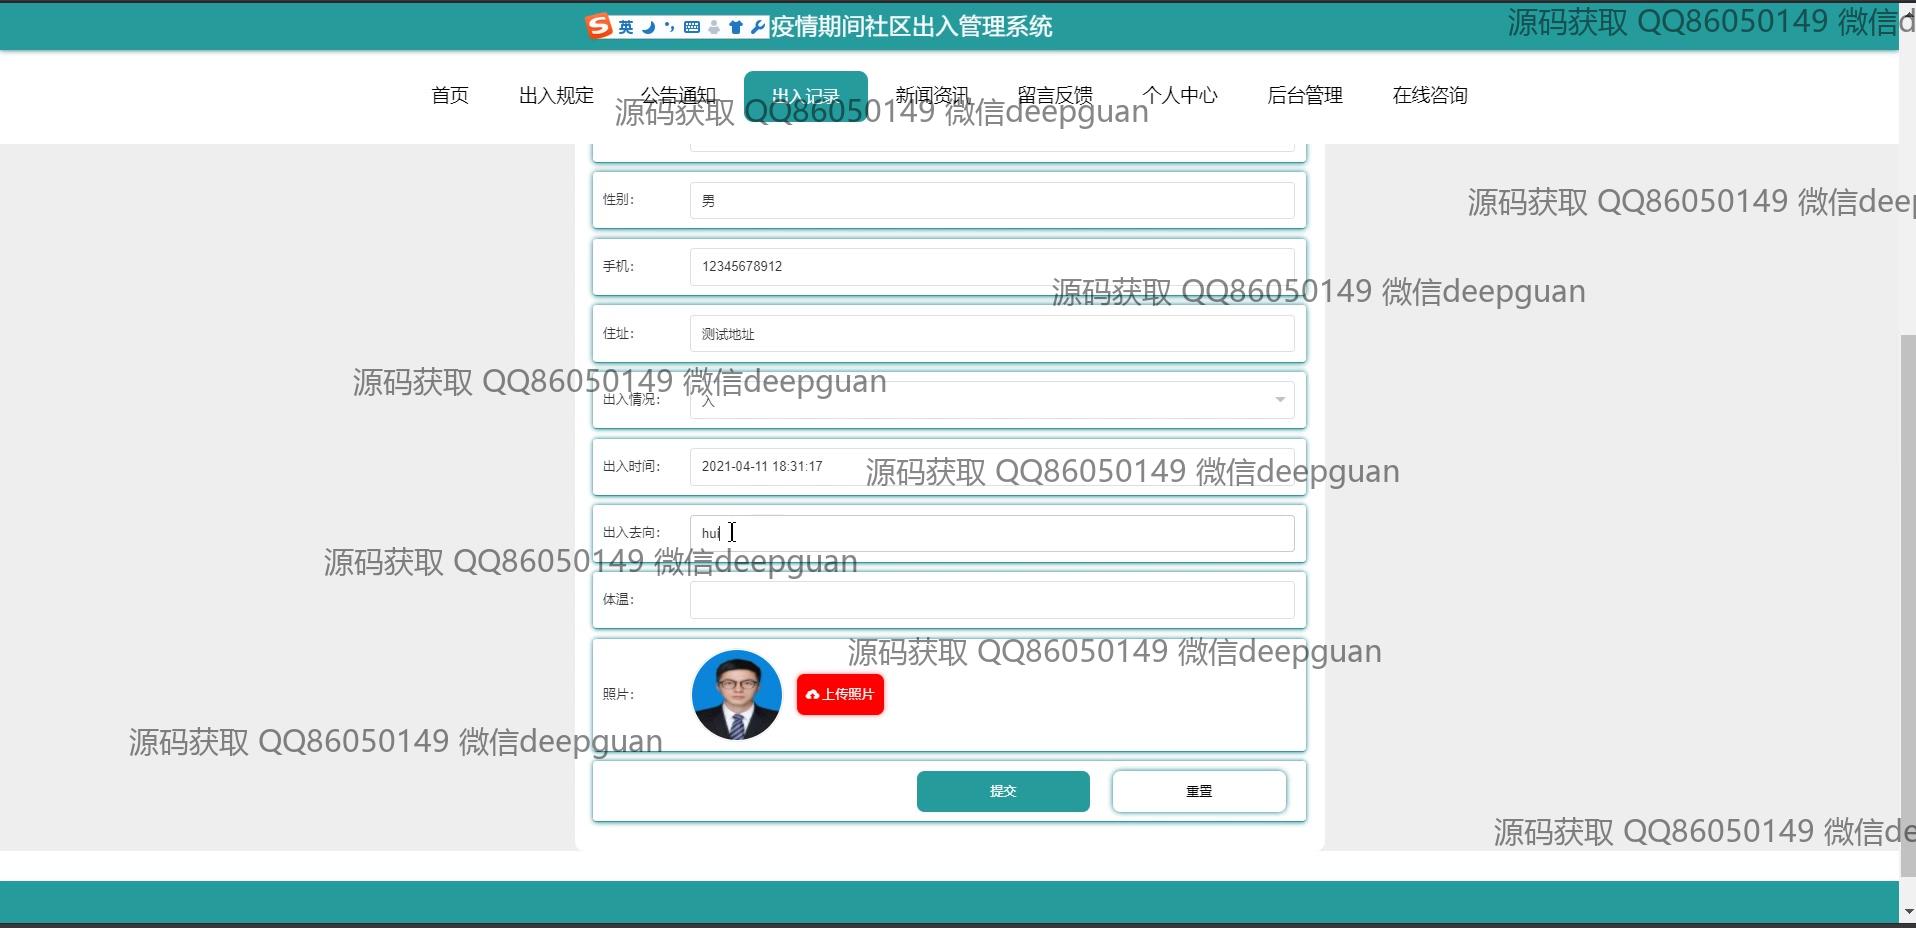 英
疫情期间社区出入管理系统
源码获取 QQ86050149 微信d
首页 出入规定 公告通知 出入记录 新闻资讯 留言反馈 个人中心 后台管理 在线咨询
源码获取 QQ86050149 微信deepguan
性别： 男
源码获取 QQ86050149 微信deep
手机： 12345678912
源码获取 QQ86050149 微信deepguan
住址： 测试地址
源码获取 QQ86050149 微信deepguan
出入情况： 入
出入时间： 2021-04-11 18:31:17
源码获取 QQ86050149 微信deepguan
出入去向： hui
源码获取 QQ86050149 微信deepguan
体温：
源码获取 QQ86050149 微信deepguan
照片： 上传照片
源码获取 QQ86050149 微信deepguan
提交 重置
源码获取 QQ86050149 微信de